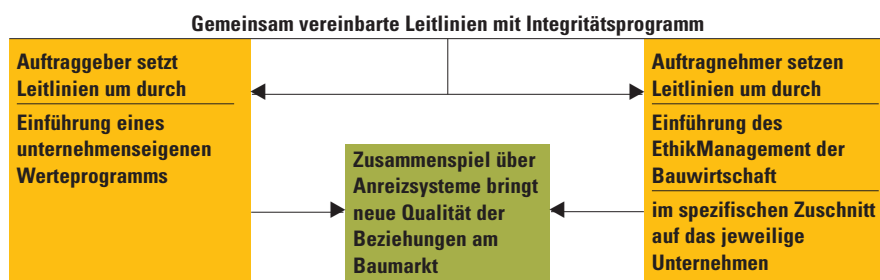 Gemeinsam vereinbarte Leitlinien mit Integritätsprogramm
Auftraggeber setzt
Leitlinien um durch
Einführung eines
unternehmenseigenen
Werteprogramms
Zusammenspiel über
Anreizsysteme bringt
neue Qualität der
Beziehungen am
Baumarkt
Auftragnehmer setzen
Leitlinien um durch
Einführung des
EthikManagement der
Bauwirtschaft
im spezifischen Zuschnitt
auf das jeweilige
Unternehmen